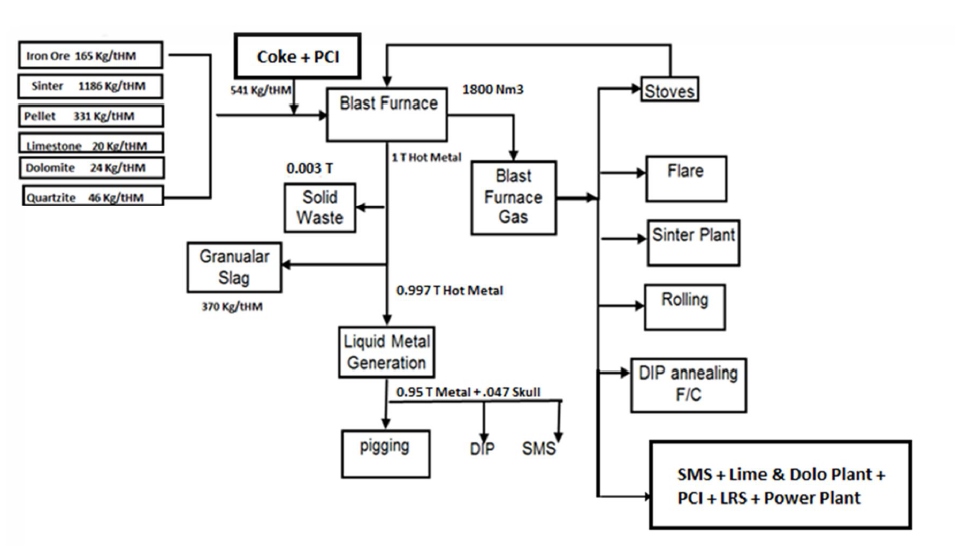 Iron Ore 165 Kg/tHM
Sinter 1186 Kg/tHM
Pellet 331 Kg/tHM
Limestone 20 Kg/tHM
Dolomite 24 Kg/tHM
Quartzite 46 Kg/tHM
Coke + PCI
541 Kg/tHM
Blast Furnace
1800 Nm3
Stoves
1 T Hot Metal
0.003 T
Solid
Waste
Blast
Furnace
Gas
Flare
Sinter Plant
Granualar
Slag
370 Kg/tHM
0.997 T Hot Metal
Rolling
Liquid Metal
Generation
DIP annealing
F/C
0.95 T Metal +.047 Skull
pigging
DIP
SMS
SMS + Lime & Dolo Plant +
PCI + LRS + Power Plant